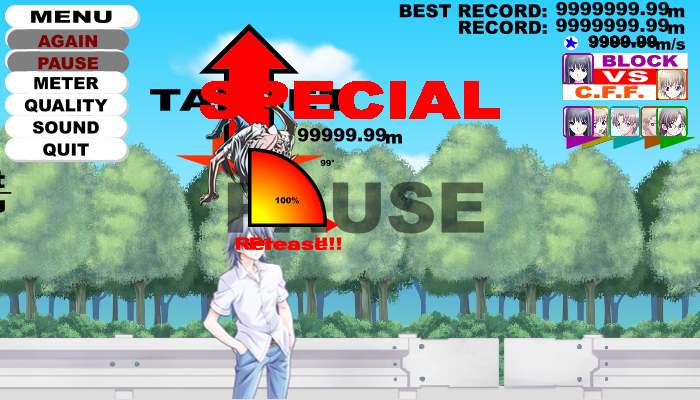 MENU
AGAIN
PAUSE
METER
QUALITY
SOUND
QUIT
BEST RECORD: 9999999.99m
RECORD: 9999999.99m
9999.99m/s
BLOCK
VS
C.F.F.
SPECIAL
99999.99m
99°
100%
PAUSE